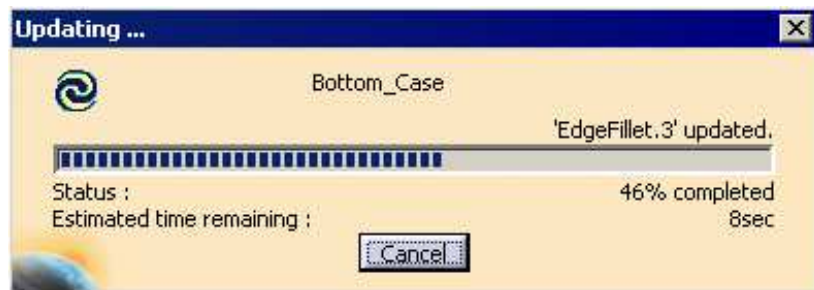 Updating ...
Bottom_Case
'EdgeFillet.3' updated.
Status : 46% completed
Estimated time remaining : 8sec
Cancel